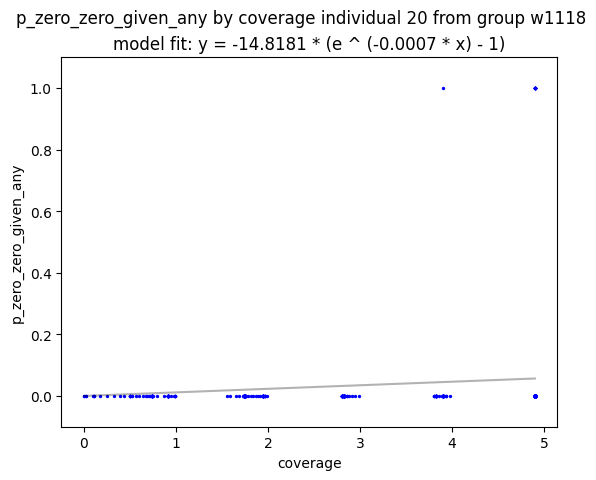 p_zero_zero_given_any by coverage individual 20 from group w1118
model fit: y = -14.8181 * (e ^ (-0.0007 * x) - 1)
1.0
0.8
0.6
0.4
0.2
0.0
p_zero_zero_given_any
0 1 2 3 4 5
coverage